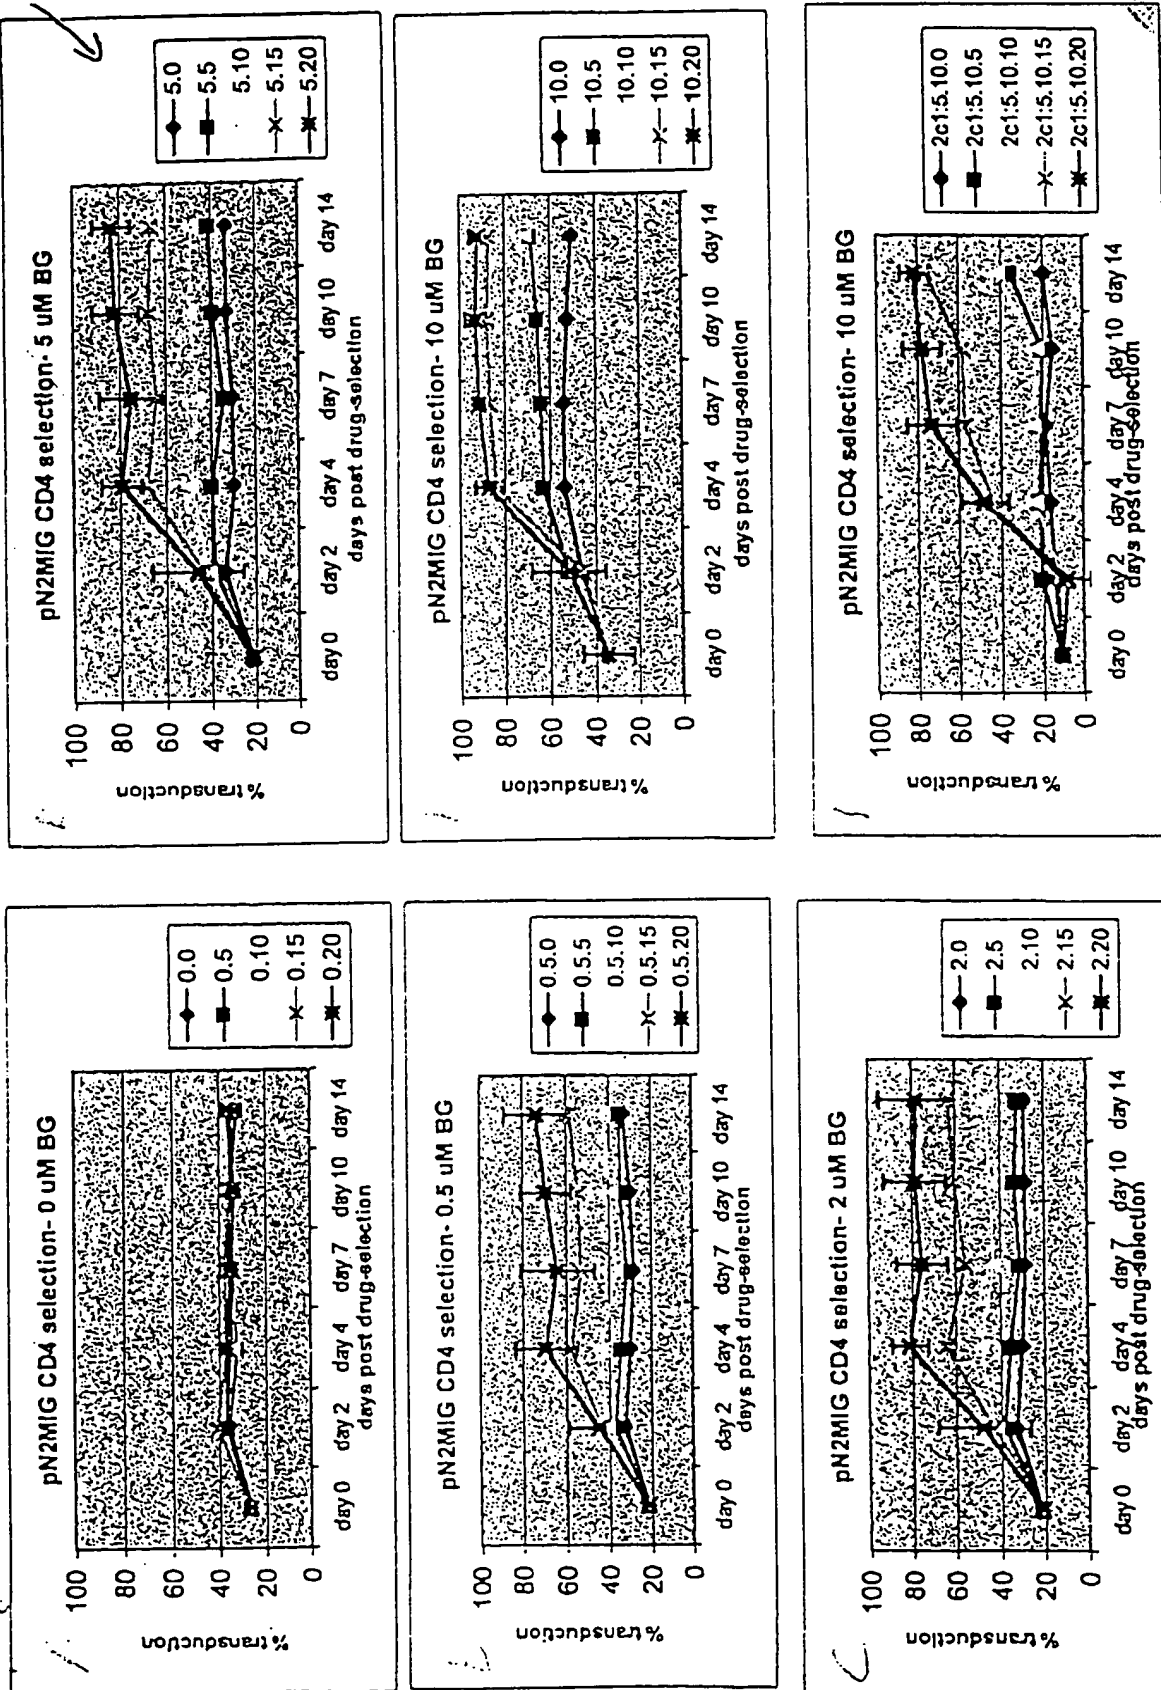 pN2MIG CD4 selection- 0 uM BG
% transduction
100
80
60
40
20
0
day 0
day 2
day 4
day 7
day 10
day 14
days post drug-selection
0.0
0.5
0.10
0.15
0.20
pN2MIG CD4 selection- 5 uM BG
% transduction
100
80
60
40
20
0
day 0
day 2
day 4
day 7
day 10
day 14
days post drug-selection
5.0
5.5
5.10
5.15
5.20
pN2MIG CD4 selection- 0.5 uM BG
% transduction
100
80
60
40
20
0
day 0
day 2
day 4
day 7
day 10
day 14
days post drug-selection
0.5.0
0.5.5
0.5.10
0.5.15
0.5.20
pN2MIG CD4 selection- 10 uM BG
% transduction
100
80
60
40
20
0
day 0
day 2
day 4
day 7
day 10
day 14
days post drug-selection
10.0
10.5
10.10
10.15
10.20
pN2MIG CD4 selection- 2 uM BG
% transduction
100
80
60
40
20
0
day 0
day 2
day 4
day 7
day 10
day 14
days post drug-selection
2.0
2.5
2.10
2.15
2.20
C
pN2MIG CD4 selection- 10 uM BG
% transduction
100
80
60
40
20
0
day 0
day 2
day 4
day 7
day 10
day 14
days post drug-selection
2c1:5.10.0
2c1:5.10.5
2c1:5.10.10
2c1:5.10.15
2c1:5.10.20